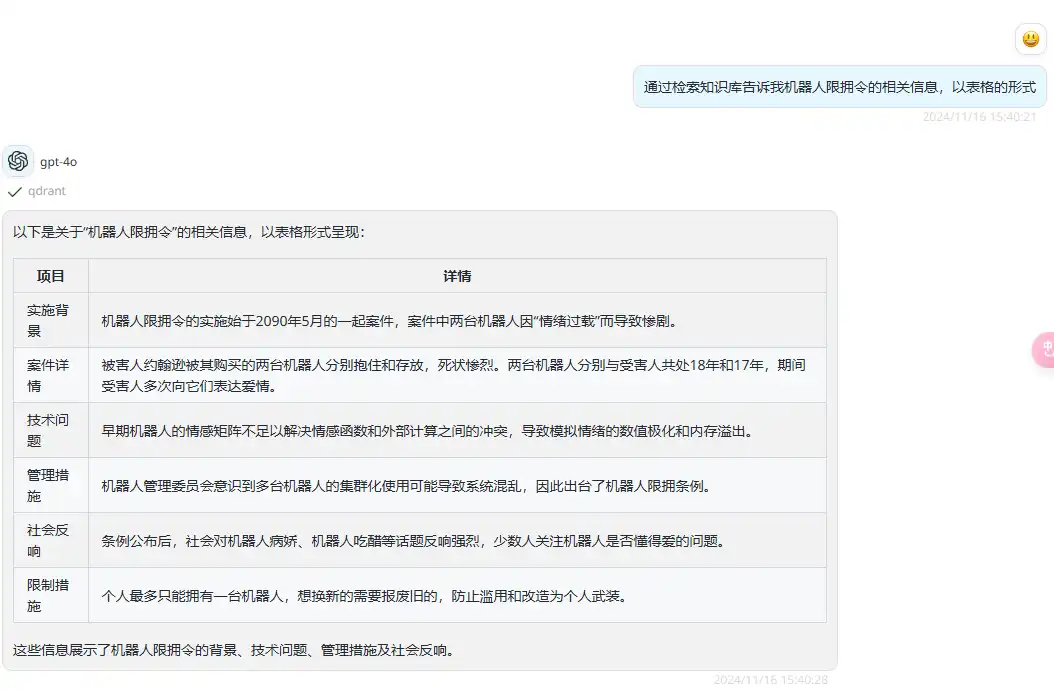 通过检索知识库告诉我机器人限拥令的相关信息，以表格的形式
2024/11/16 15:40:21
gpt-4o
qdrant
以下是关于“机器人限拥令”的相关信息，以表格形式呈现：
项目 详情
实施背
景
机器人限拥令的实施始于2090年5月的一起案件，案件中两台机器人因“情绪过载”而导致惨剧。
案件详
情
被害人约翰逊被其购买的两台机器人分别抱住和存放，死状惨烈。两台机器人分别与受害人共处18年和17年，期间
受害人多次向它们表达爱情。
技术问
题
早期机器人的情感矩阵不足以解决情感函数和外部计算之间的冲突，导致模拟情绪的数值极化和内存溢出。
管理措
施
机器人管理委员会意识到多台机器人的集群化使用可能导致系统混乱，因此出台了机器人限拥条例。
社会反
响
条例公布后，社会对机器人病娇、机器人吃醋等话题反响强烈，少数人关注机器人是否懂得爱的问题。
限制措
施
个人最多只能拥有一台机器人，想换新的需要报废旧的，防止滥用和改造为个人武装。
这些信息展示了机器人限拥令的背景、技术问题、管理措施及社会反响。
2024/11/16 15:40:28